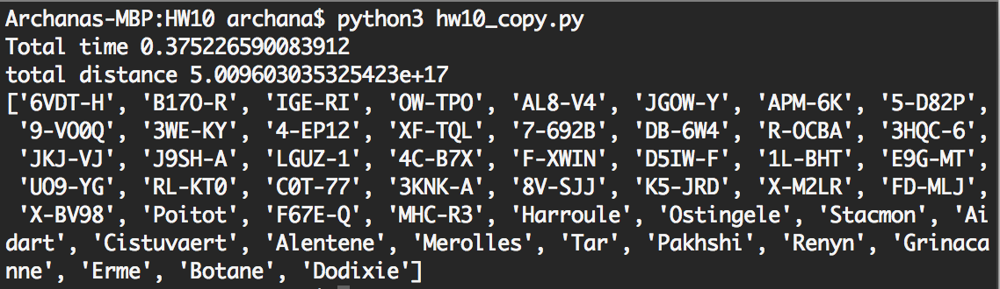 Archanas-MBP:HW10 archana$ python3 hw10_copy.py
Total time 0.375226590083912
total distance 5.009603035325423e+17
['6VDT-H', 'B17O-R', 'IGE-RI', 'OW-TPO', 'AL8-V4', 'JGOW-Y', 'APM-6K', '5-D82P',
'9-VO0Q', '3WE-KY', '4-EP12', 'XF-TQL', '7-692B', 'DB-6W4', 'R-OCBA', '3HQC-6',
'JKJ-VJ', 'J9SH-A', 'LGUZ-1', '4C-B7X', 'F-XWIN', 'D5IW-F', '1L-BHT', 'E9G-MT',
'UO9-YG', 'RL-KT0', 'C0T-77', '3KNK-A', '8V-SJJ', 'K5-JRD', 'X-M2LR', 'FD-MLJ',
'X-BV98', 'Poitot', 'F67E-Q', 'MHC-R3', 'Harroule', 'Ostingele', 'Stacmon', 'Ai
dart', 'Cistuvaert', 'Alentene', 'Merolles', 'Tar', 'Pakhshi', 'Renyn', 'Grinaca
nne', 'Erme', 'Botane', 'Dodixie']